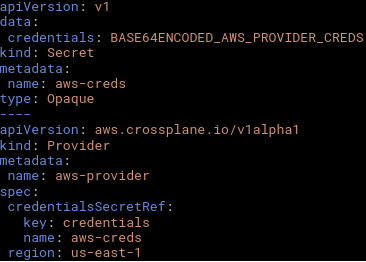 apiVersion: v1
data:
 credentials: BASE64ENCODED_AWS_PROVIDER_CREDS
kind: Secret
metadata:
 name: aws-creds
type: Opaque
----
apiVersion: aws.crossplane.io/v1alpha1
kind: Provider
metadata:
 name: aws-provider
spec:
 credentialsSecretRef:
   key: credentials
   name: aws-creds
 region: us-east-1